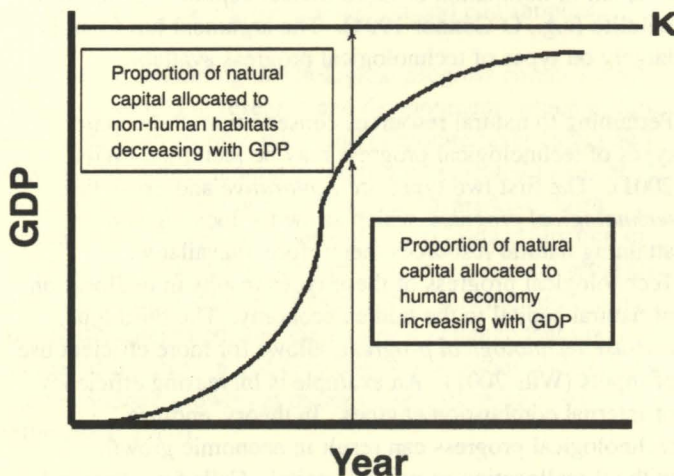 K
Proportion of natural
capital allocated to
non-human habitats
decreasing with GDP
GDP
Proportion of natural
capital allocated to
human economy
increasing with GDP
Year